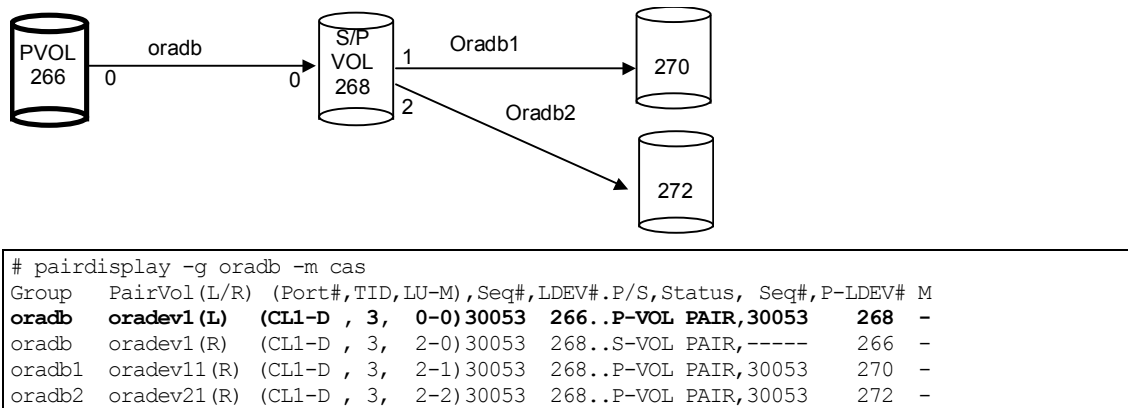 PVOL
266
oradb
0
0
S/P
VOL
268
1
2
Oradb1
Oradb2
270
272
# pairdisplay -g oradb -m cas
Group PairVol(L/R) (Port#,TID,LU-M),Seq#,LDEV#.P/S,Status, Seq#,P-LDEV# M
oradb oradev1(L) (CL1-D , 3, 0-0)30053 266..P-VOL PAIR,30053 268 -
oradb oradev1(R) (CL1-D , 3, 2-0)30053 268..S-VOL PAIR,----- 266 -
oradb1 oradev11(R) (CL1-D , 3, 2-1)30053 268..P-VOL PAIR,30053 270 -
oradb2 oradev21(R) (CL1-D , 3, 2-2)30053 268..P-VOL PAIR,30053 272 -